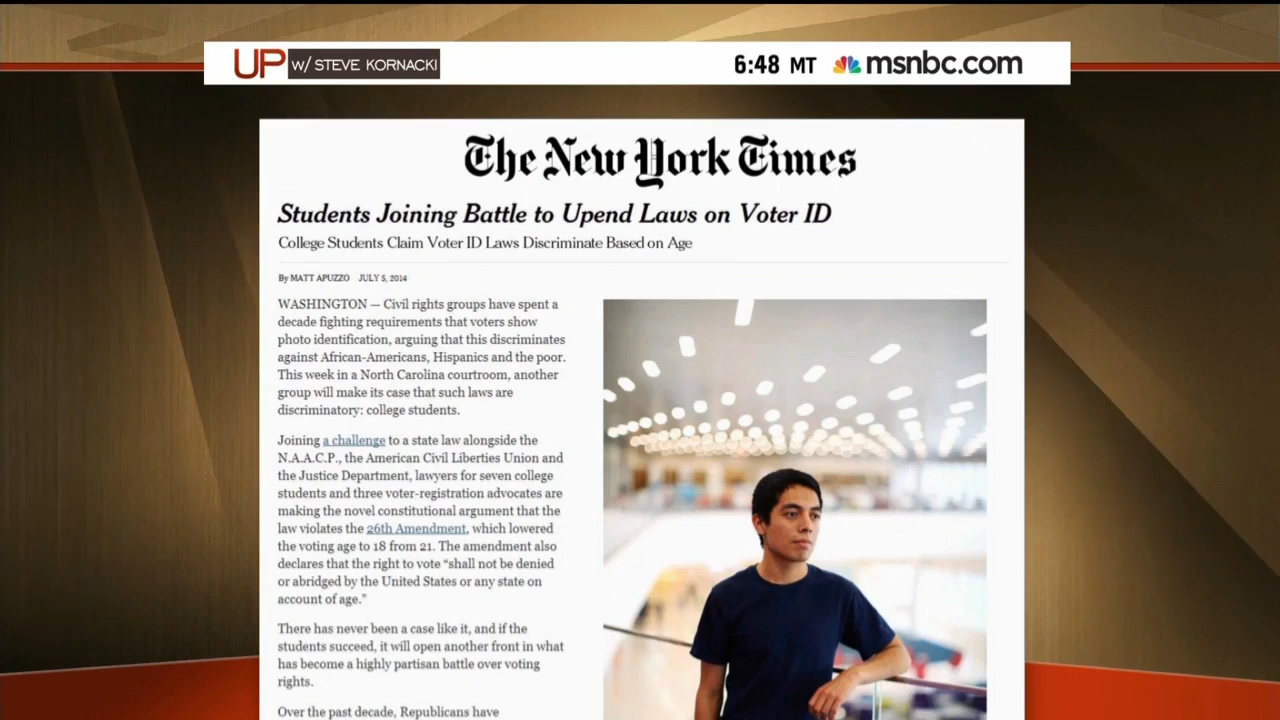 UP W/ STEVE KORNACKI
6:48 MT msnbc.com
The New York Times
Students Joining Battle to Upend Laws on Voter ID
College Students Claim Voter ID Laws Discriminate Based on Age
By MATT APUZZO JULY 5, 2014
WASHINGTON — Civil rights groups have spent a
decade fighting requirements that voters show
photo identification, arguing that this discriminates
against African-Americans, Hispanics and the poor.
This week in a North Carolina courtroom, another
group will make its case that such laws are
discriminatory: college students.
Joining a challenge to a state law alongside the
N.A.A.C.P., the American Civil Liberties Union and
the Justice Department, lawyers for seven college
students and three voter-registration advocates are
making the novel constitutional argument that the
law violates the 26th Amendment, which lowered
the voting age to 18 from 21. The amendment also
declares that the right to vote “shall not be denied
or abridged by the United States or any state on
account of age.”
There has never been a case like it, and if the
students succeed, it will open another front in what
has become a highly partisan battle over voting
rights.
Over the past decade, Republicans have